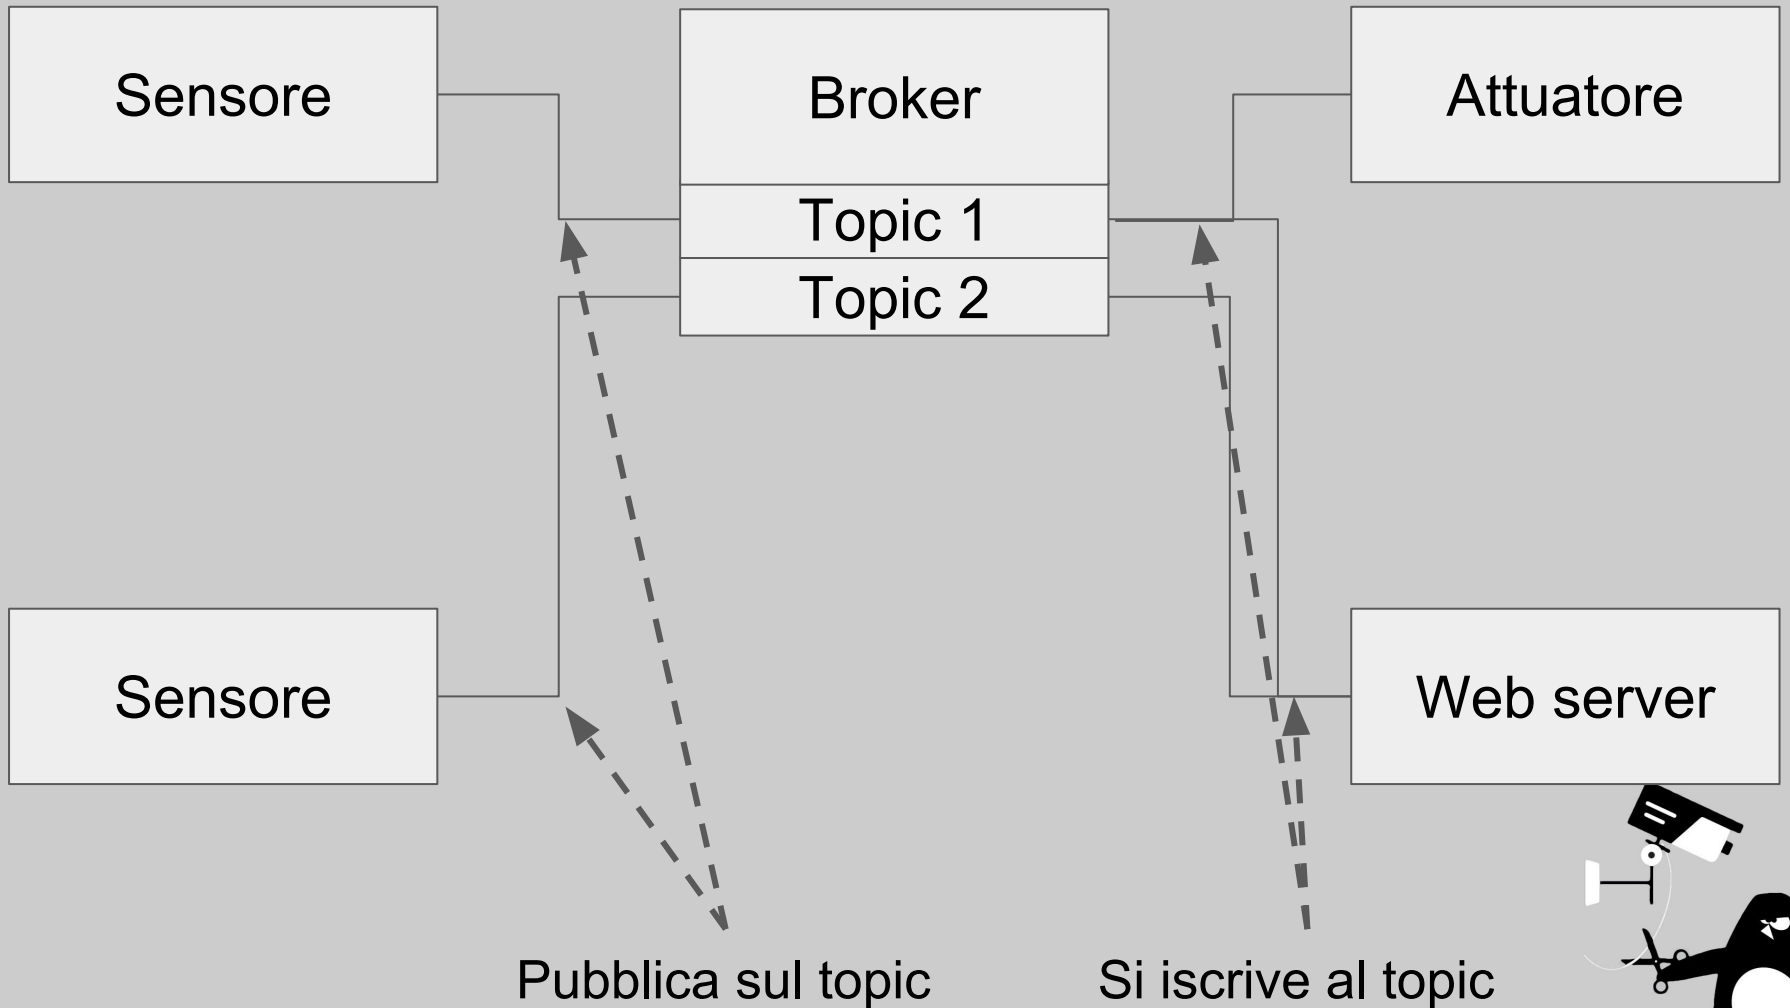 Sensore
Broker
Attuatore
Topic 1
Topic 2
Sensore
Web server
Pubblica sul topic
Si iscrive al topic